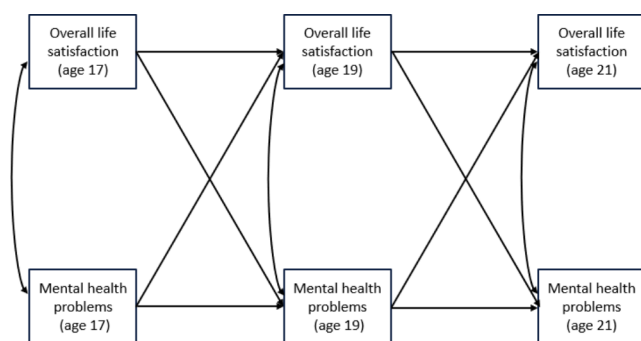 Overall life
satisfaction
(age 17)
Overall life
satisfaction
(age 19)
Overall life
satisfaction
(age 21)
Mental health
problems
(age 17)
Mental health
problems
(age 19)
Mental health
problems
(age 21)